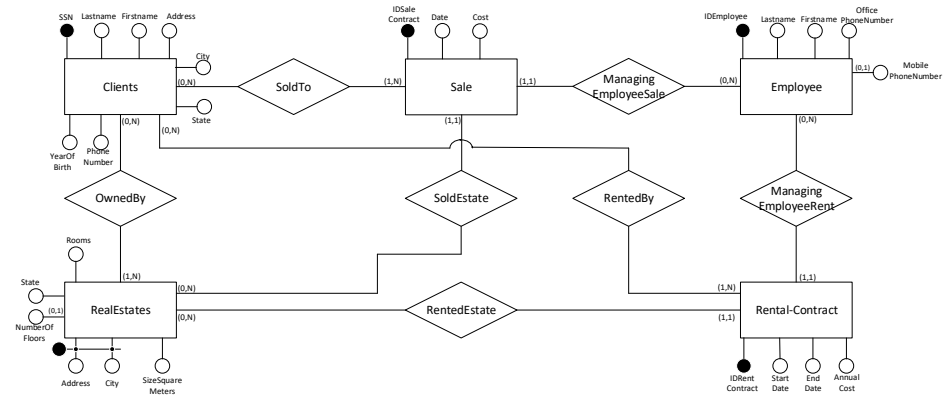 SSN
Lastname
Firstname
Address
IDSale
Contract
Date
Cost
IDEmployee
Lastname
Firstname
Office
PhoneNumber
City
Mobile
PhoneNumber
(0,1)
Clients
(0,N)
SoldTo
(1,N)
Sale
(1,1)
Managing
EmployeeSale
(0,N)
Employee
State
(0,N)
(0,N)
(1,1)
(0,N)
YearOf
Birth
Phone
Number
OwnedBy
SoldEstate
RentedBy
Managing
EmployeeRent
Rooms
(1,N)
(1,1)
State
(0,N)
(1,N)
(0,1)
RealEstates
(0,N)
RentedEstate
(1,1)
Rental-Contract
NumberOf
Floors
Address
City
SizeSquare
Meters
IDRent
Contract
Start
Date
End
Date
Annual
Cost